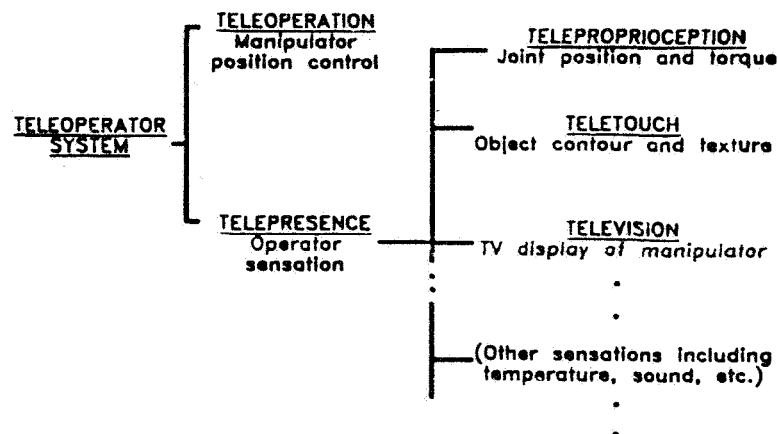 TELEOPERATOR
SYSTEM
TELEOPERATION
Manipulator
position control
TELEPRESENCE
Operator
sensation
TELEPROPRIOCEPTION
Joint position and torque
TELETOUCH
Object contour and texture
TELEVISION
TV display of manipulator
(Other sensations including
temperature, sound, etc.)